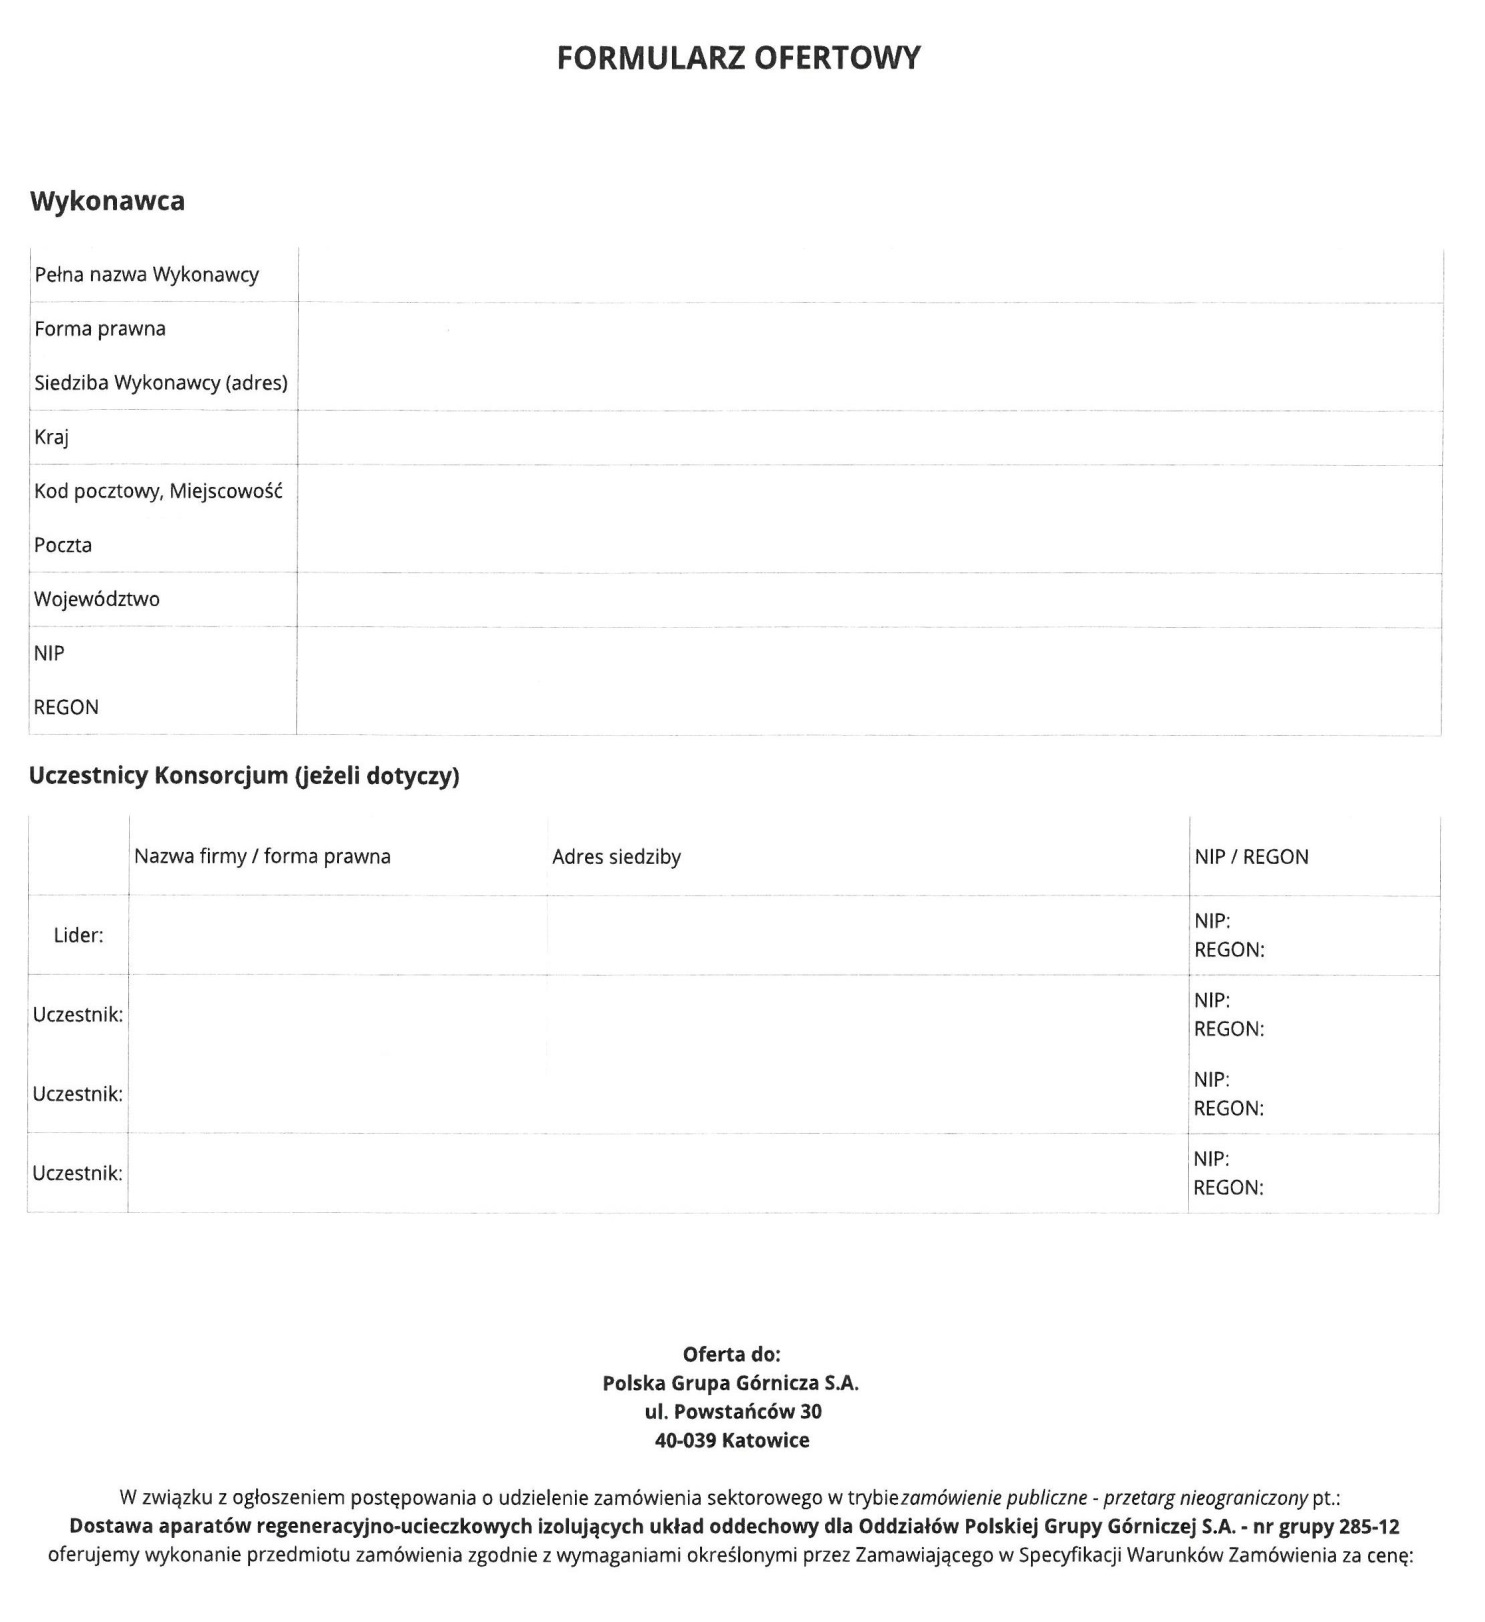 FORMULARZ OFERTOWY
Wykonawca
Pełna nazwa Wykonawcy
Forma prawna
Siedziba Wykonawcy (adres)
Kraj
Kod pocztowy, Miejscowość
Poczta
Województwo
NIP
REGON
Uczestnicy Konsorcjum (jeżeli dotyczy)
Nazwa firmy / forma prawna Adres siedziby NIP / REGON
Lider: NIP:
REGON:
Uczestnik: NIP:
REGON:
Uczestnik: NIP:
REGON:
Uczestnik: NIP:
REGON:
Oferta do:
Polska Grupa Górnicza S.A.
ul. Powstańców 30
40-039 Katowice
W związku z ogłoszeniem postępowania o udzielenie zamówienia sektorowego w trybiezamówienie publiczne - przetarg nieograniczony pt.:
Dostawa aparatów regeneracyjno-ucieczkowych izolujących układ oddechowy dla Oddziałów Polskiej Grupy Górniczej S.A. - nr grupy 285-12
oferujemy wykonanie przedmiotu zamówienia zgodnie z wymaganiami określonymi przez Zamawiającego w Specyfikacji Warunków Zamówienia za cenę: